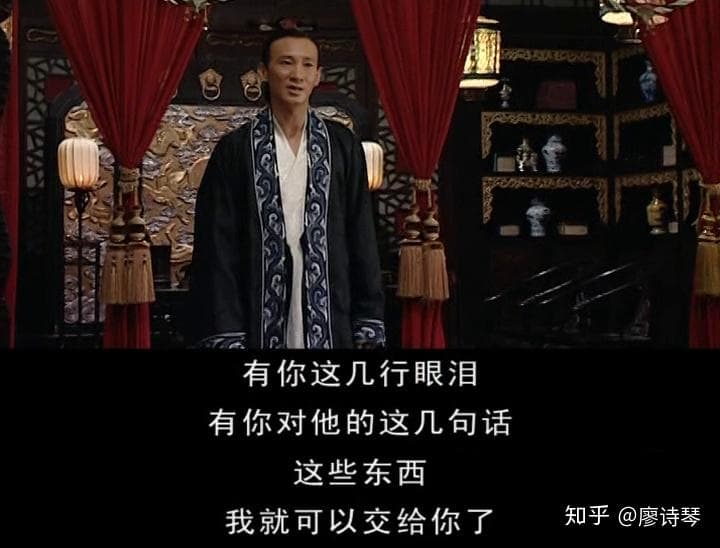 有你这几行眼泪
有你对他的这几句话
这些东西
我就可以交给你了
知乎 @廖诗琴